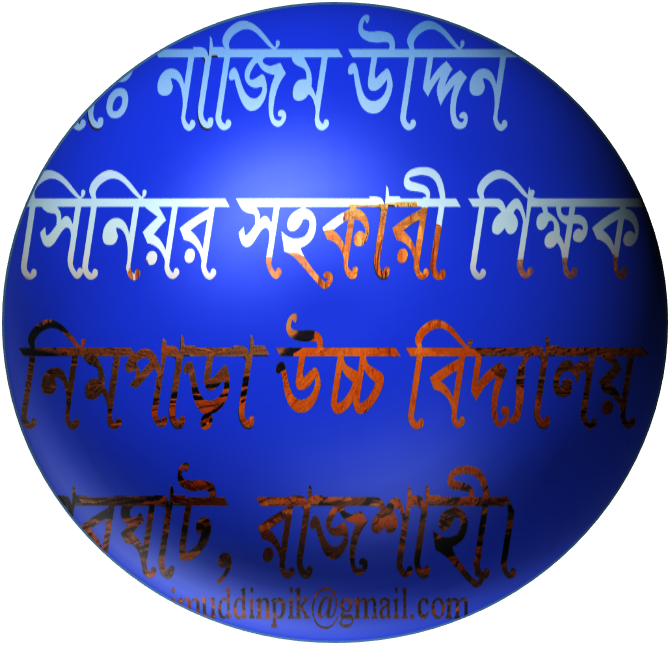 নাজিম উদ্দিন
সিনিয়র সহকারী শিক্ষক
নিমপাড়া উচ্চ বিদ্যালয়
রাজশাহী।